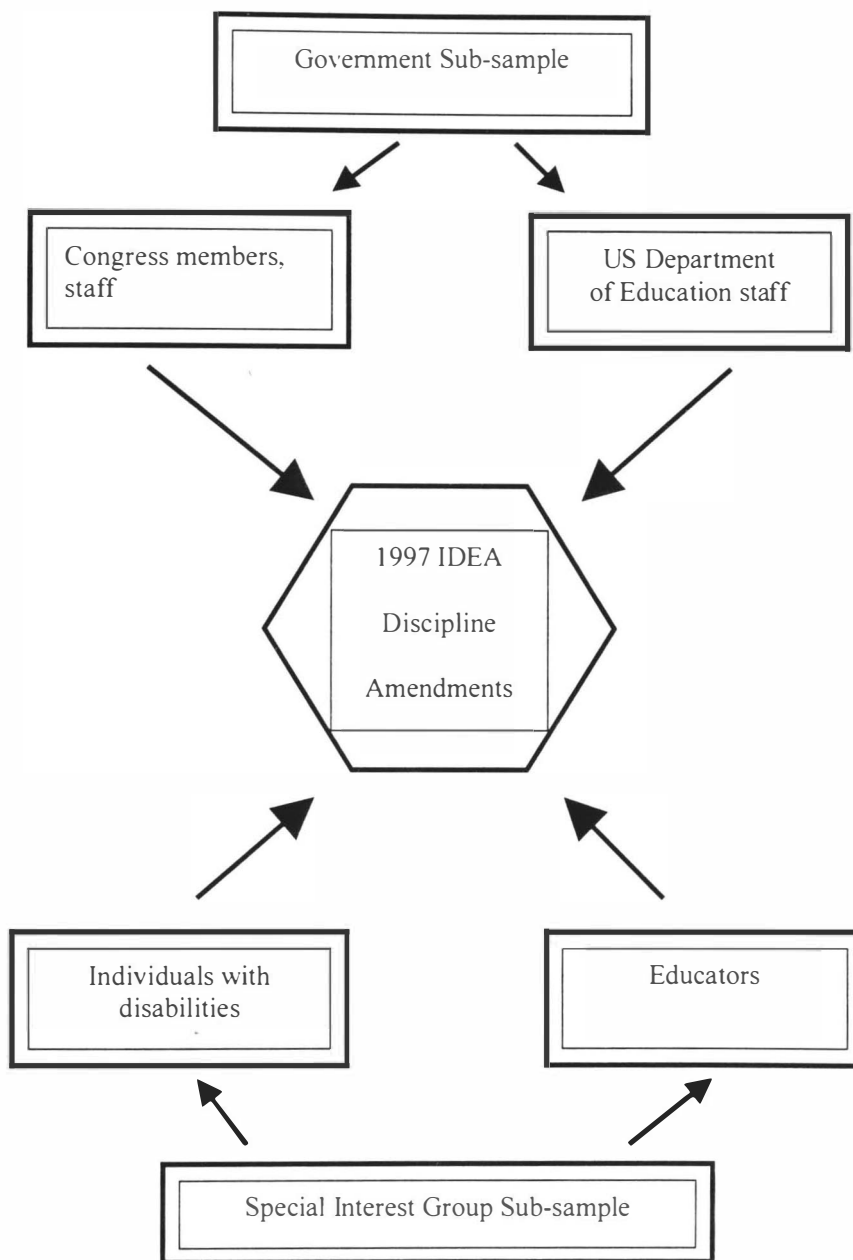 Government Sub-sample
Congress members,
staff
US Department
of Education staff
1997 IDEA
Discipline
Amendments
Individuals with
disabilities
Educators
Special Interest Group Sub-sample